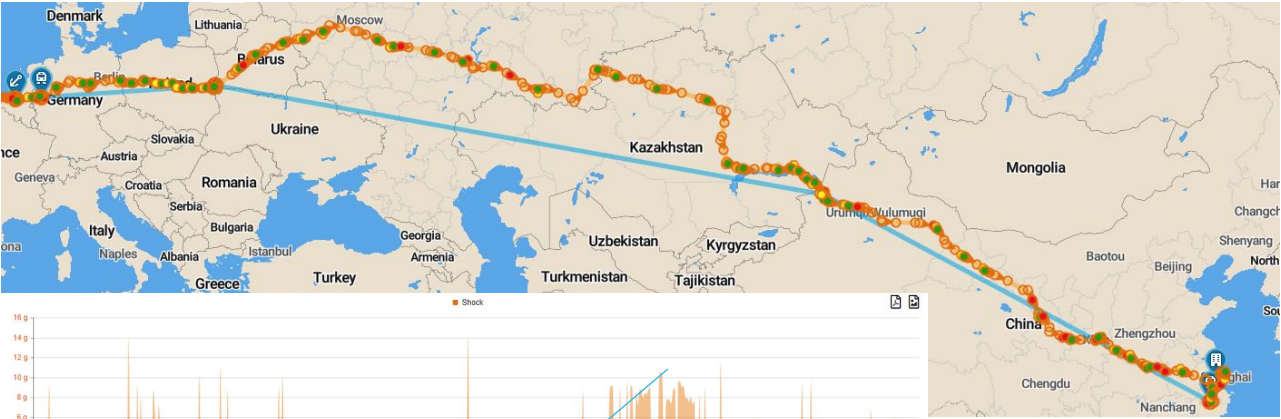 Denmark
Lithuania
Moscow
Belarus
Berlin
Germany
Ukraine
Slovakia
Kazakhstan
Mongolia
Austria
Geneva
Croatia
Romania
Serbia
Urumqi Wulumuqi
Italy
Bulgaria
Georgia
Uzbekistan
Kyrgyzstan
Shenyang
Naples
Albania
Istanbul
Armenia
Baotou
Beijing
North
Greece
Turkey
Turkmenistan
Tajikistan
Shock
16 g
14 g
12 g
10 g
8 g
6 g
China
Zhengzhou
Chengdu
Nanchang